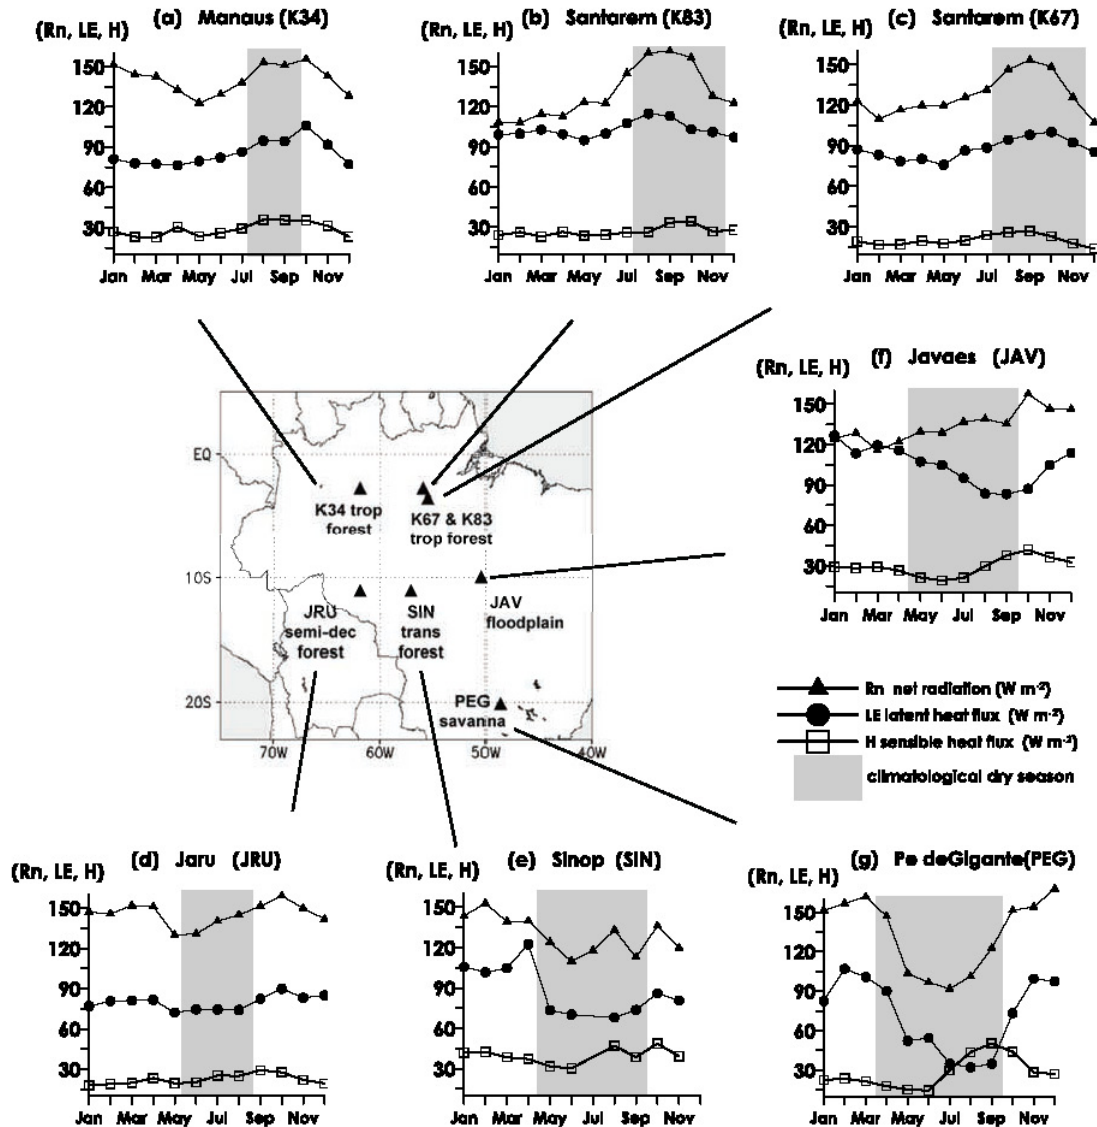 (a) Manaus (K34)
(Rn, LE, H)
150
120
90
60
30
Jan Mar May Jul Sep Nov
(b) Santarem (K83)
(Rn, LE, H)
150
120
90
60
30
Jan Mar May Jul Sep Nov
(c) Santarem (K67)
(Rn, LE, H)
150
120
90
60
30
Jan Mar May Jul Sep Nov
(f) Javaes (JAV)
(Rn, LE, H)
150
120
90
60
30
Jan Mar May Jul Sep Nov
EQ
10S
20S
70W 60W 50W 40W
K34 trop
forest
K67 & K83
trop forest
JRU
semi-dec
forest
SIN
trans
forest
JAV
floodplain
PEG
savanna
Rn net radiation (W m-2)
LE latent heat flux (W m-2)
H sensible heat flux (W m-2)
climatological dry season
(d) Jaru (JRU)
(Rn, LE, H)
150
120
90
60
30
Jan Mar May Jul Sep Nov
(e) Sinop (SIN)
(Rn, LE, H)
150
120
90
60
30
Jan Mar May Jul Sep Nov
(g) Pe deGigante(PEG)
(Rn, LE, H)
150
120
90
60
30
Jan Mar May Jul Sep Nov